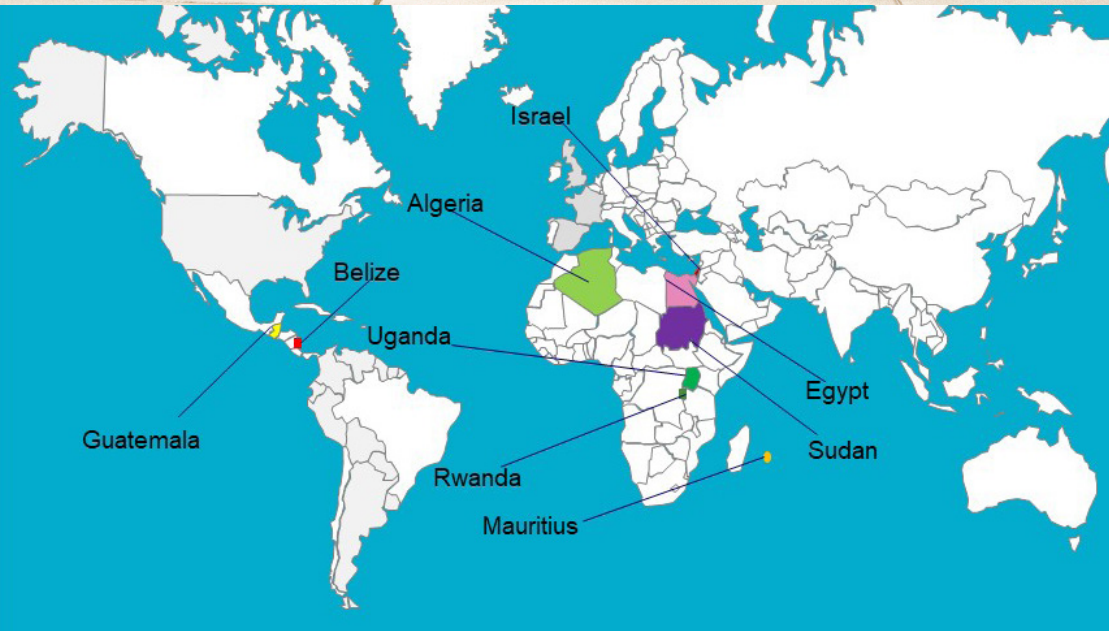 Israel
Algeria
Belize
Uganda
Egypt
Guatemala
Sudan
Rwanda
Mauritius